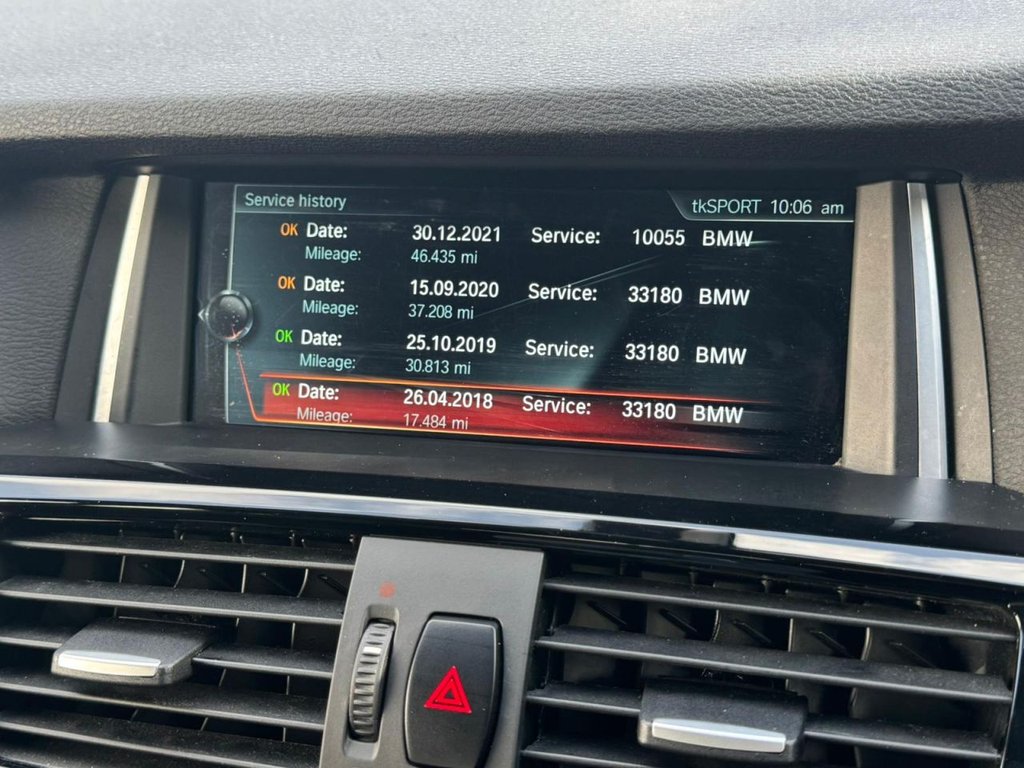 Service history tkSPORT 10:06 am
OK Date: 30.12.2021 Service: 10055 BMW
Mileage: 46.435 mi
OK Date: 15.09.2020 Service: 33180 BMW
Mileage: 37.208 mi
OK Date: 25.10.2019 Service: 33180 BMW
Mileage: 30.813 mi
OK Date: 26.04.2018 Service: 33180 BMW
Mileage: 17.484 mi